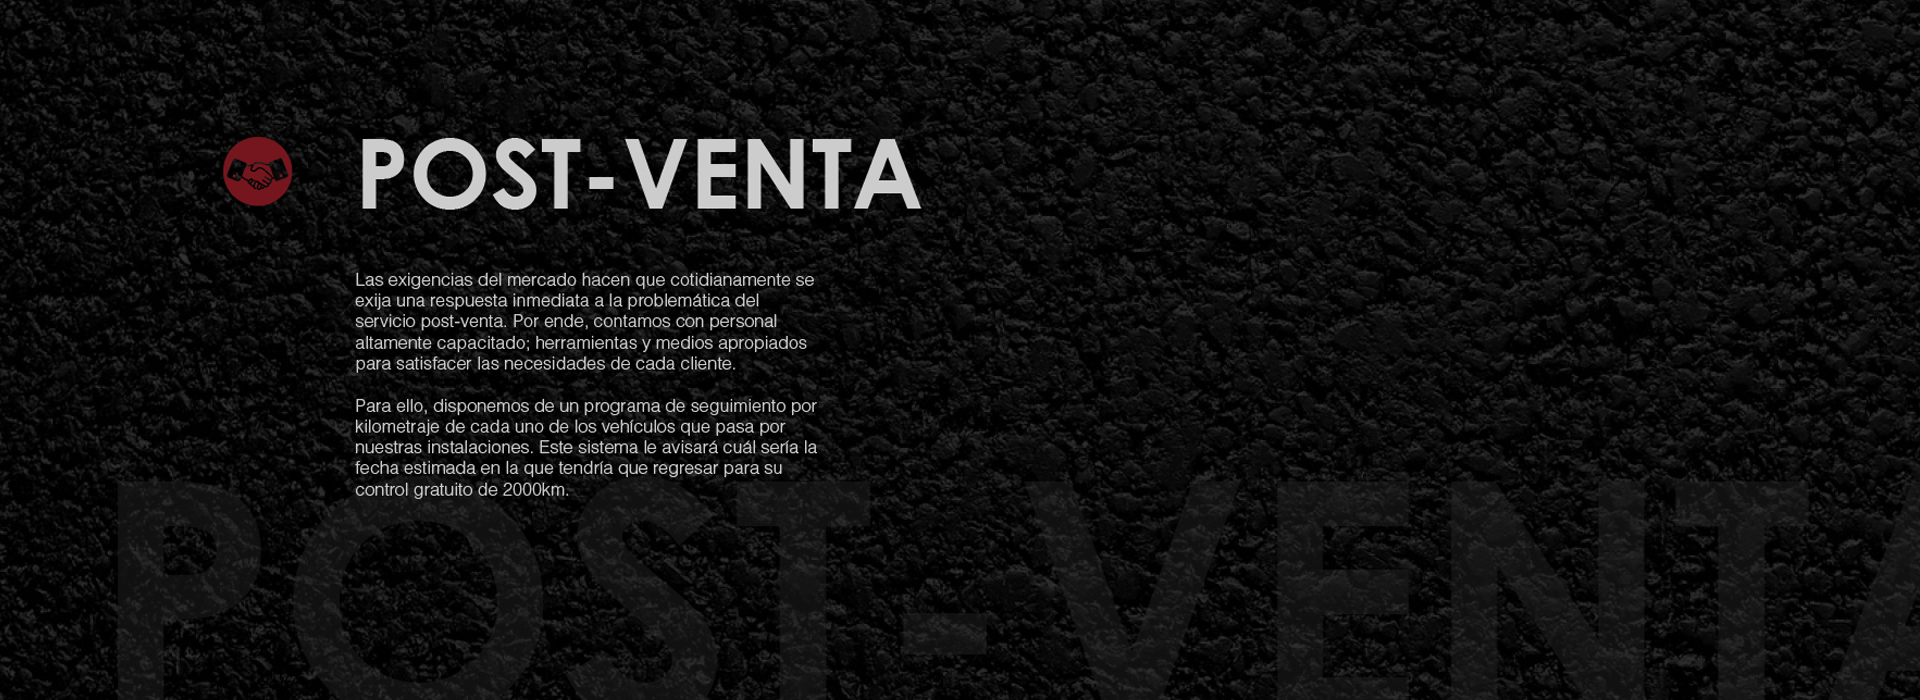 POST-VENTA
Las exigencias del mercado hacen que cotidianamente se
exija una respuesta inmediata a la problemática del
servicio post-venta. Por ende, contamos con personal
altamente capacitado; herramientas y medios apropiados
para satisfacer las necesidades de cada cliente.
Para ello, disponemos de un programa de seguimiento por
kilometraje de cada uno de los vehículos que pasa por
nuestras instalaciones. Este sistema le avisará cuál sería la
fecha estimada en la que tendría que regresar para su
control gratuito de 2000km.
POST-VENTA